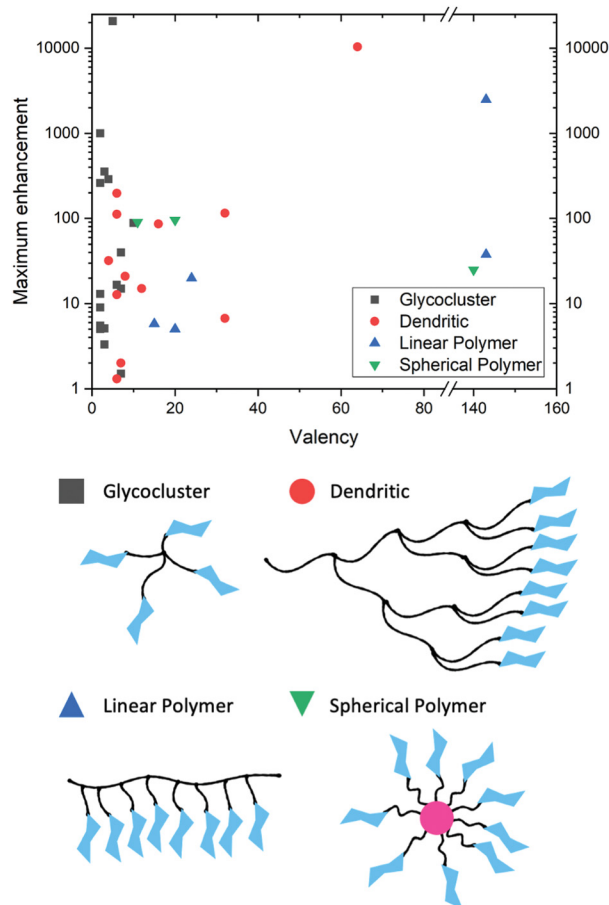 10000
1000
100
10
1
10000
1000
100
10
1
Maximum enhancement
Glycocluster
Dendritic
Linear Polymer
Spherical Polymer
0 20 40 60 80 140 160
Valency
Glycocluster Dendritic
Linear Polymer Spherical Polymer